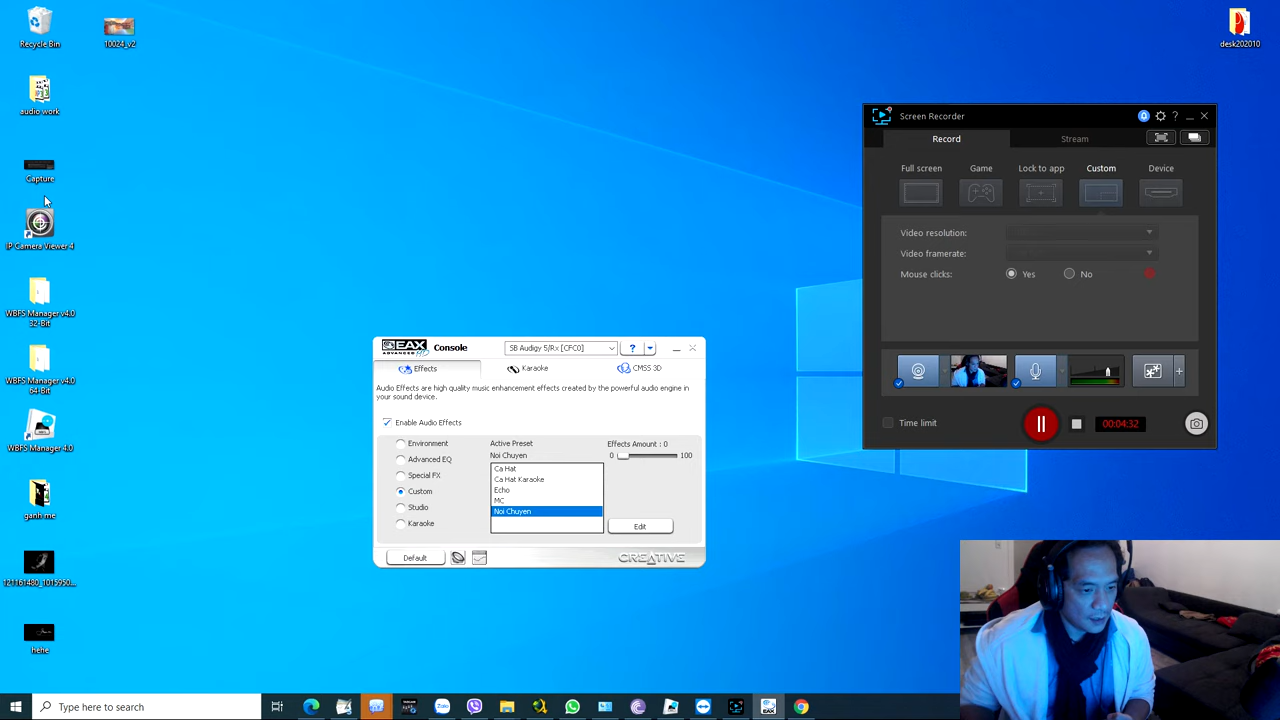 Recycle Bin
10024_v2
desk202010
audio work
Capture
IP Camera Viewer 4
WBFS Manager v4.0
32-Bit
WBFS Manager v4.0
64-Bit
WBFS Manager 4.0
ganh me
121161480_1015950...
hehe
Screen Recorder
?
Record
Stream
Full screen
Game
Lock to app
Custom
Device
Video resolution:
Video framerate:
Mouse clicks:
Yes
No
Time limit
00:04:32
EAX
Console
SB Audigy 5/Rx [CFC0]
?
Effects
Karaoke
CMSS 3D
Audio Effects are high quality music enhancement effects created by the powerful audio engine in
your sound device.
Enable Audio Effects
Environment
Advanced EQ
Special FX
Custom
Studio
Karaoke
Active Preset
Noi Chuyen
Ca Hat
Ca Hat Karaoke
Echo
MC
Noi Chuyen
Effects Amount : 0
0
100
Edit
Default
CREATIVE
Type here to search
Zalo
EAX